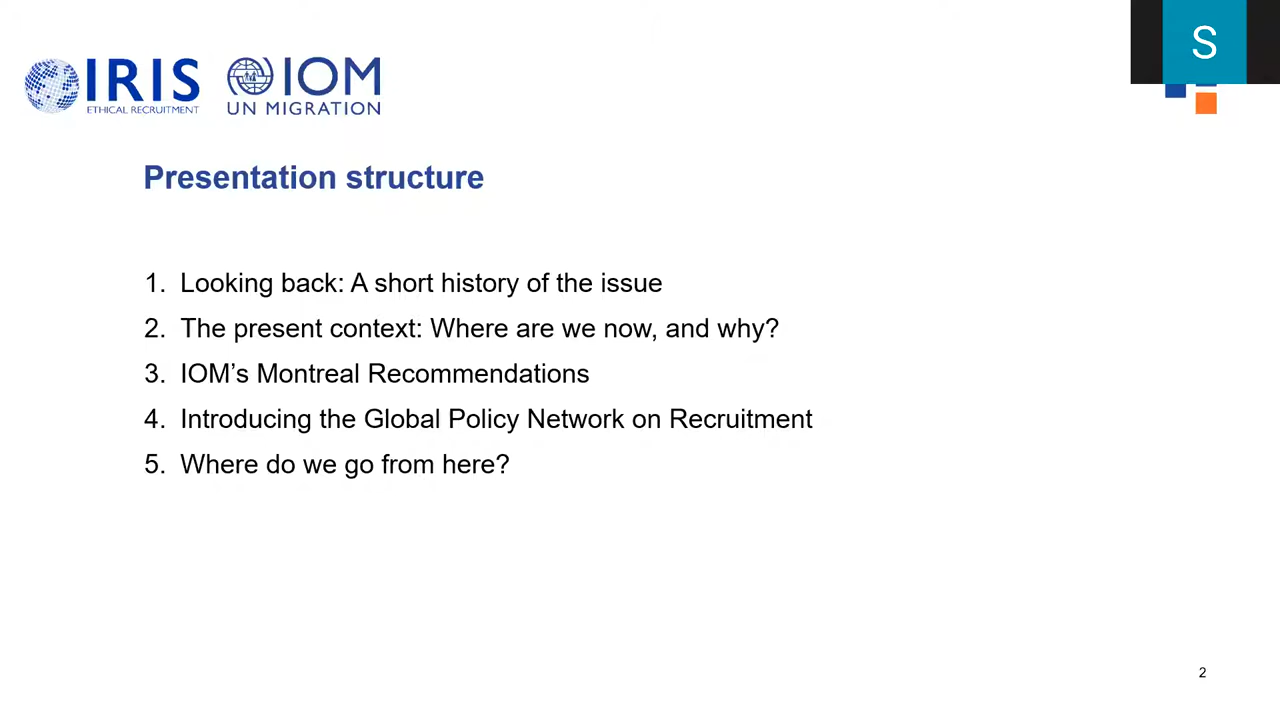 IRIS
ETHICAL RECRUITMENT
IOM
UN MIGRATION
S
Presentation structure
1. Looking back: A short history of the issue
2. The present context: Where are we now, and why?
3. IOM’s Montreal Recommendations
4. Introducing the Global Policy Network on Recruitment
5. Where do we go from here?
2